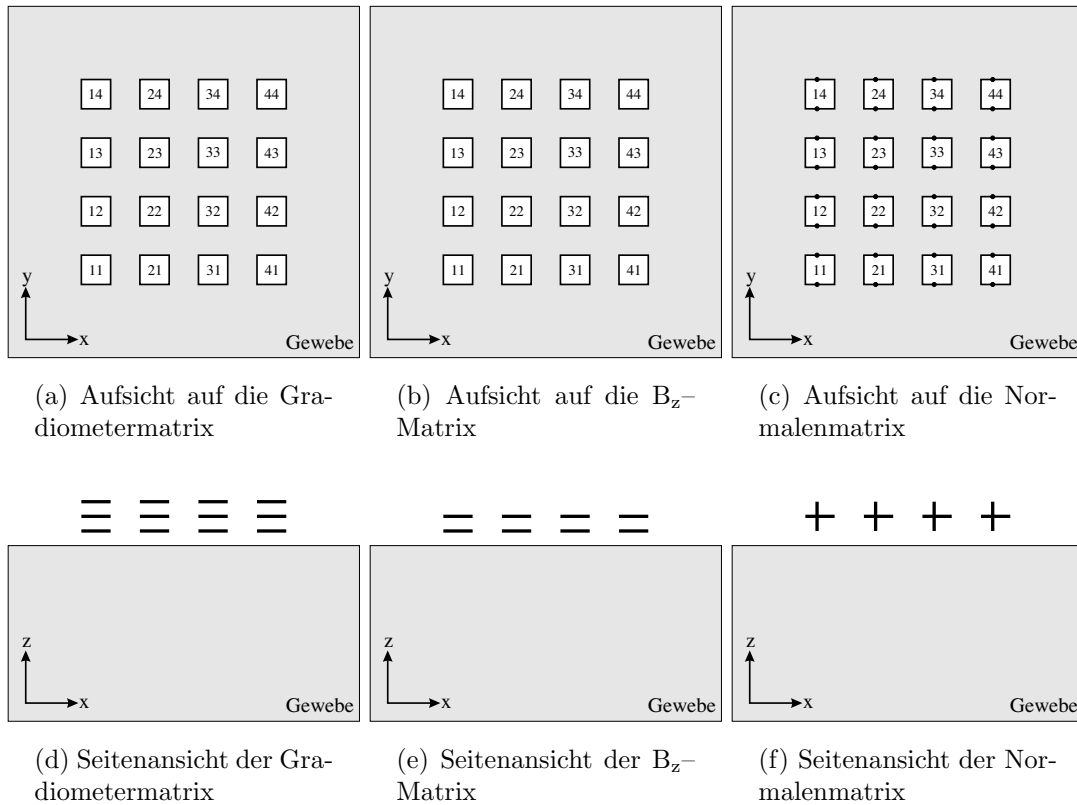 14 24 34 44
13 23 33 43
12 22 32 42
11 21 31 41
y
x
Gewebe
14 24 34 44
13 23 33 43
12 22 32 42
11 21 31 41
y
x
Gewebe
14 24 34 44
13 23 33 43
12 22 32 42
11 21 31 41
y
x
Gewebe
(a) Aufsicht auf die Gra-
diometermatrix
(b) Aufsicht auf die Bz–
Matrix
(c) Aufsicht auf die Nor-
malenmatrix
z
x
Gewebe
z
x
Gewebe
z
x
Gewebe
(d) Seitenansicht der Gra-
diometermatrix
(e) Seitenansicht der Bz–
Matrix
(f) Seitenansicht der Nor-
malenmatrix